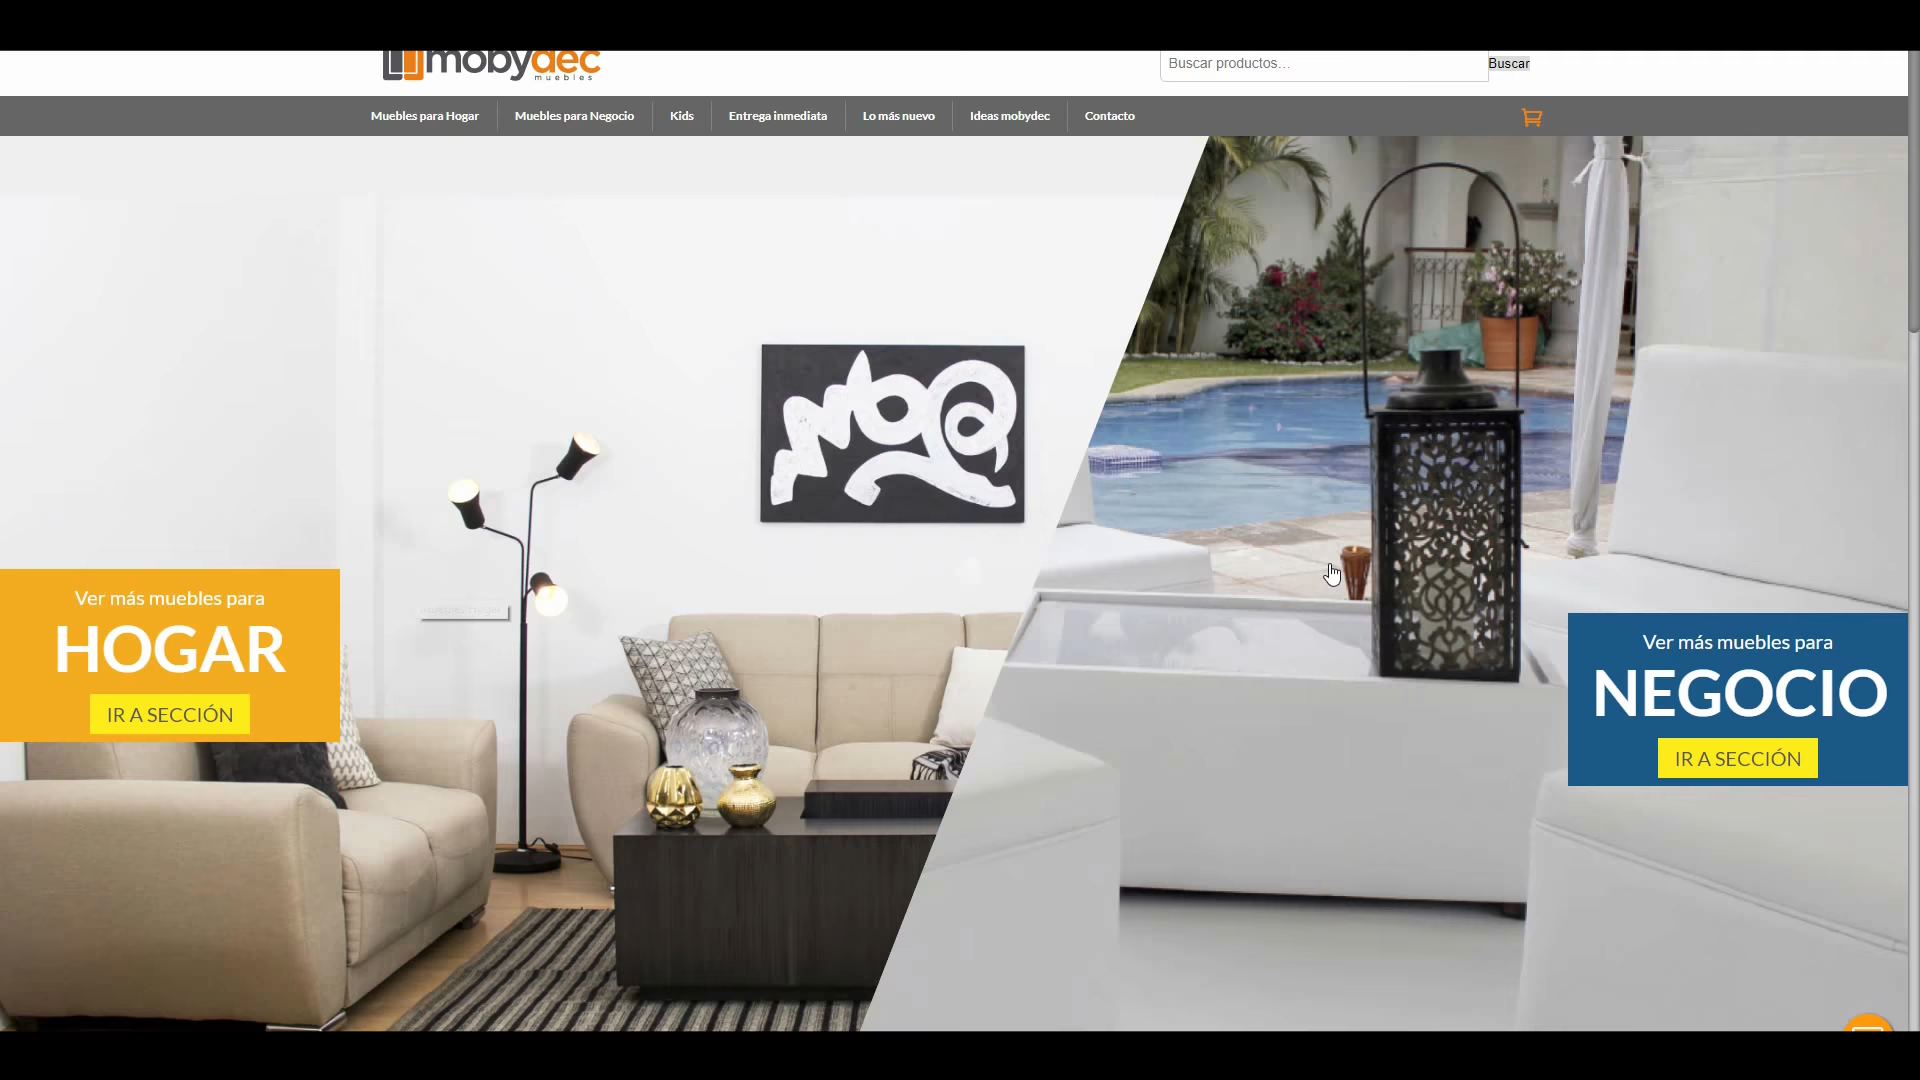 mobydec
muebles
Buscar productos...
Buscar
Muebles para Hogar
Muebles para Negocio
Kids
Entrega inmediata
Lo más nuevo
Ideas mobydec
Contacto
Ver más muebles para
HOGAR
IR A SECCIÓN
Ver más muebles para
NEGOCIO
IR A SECCIÓN